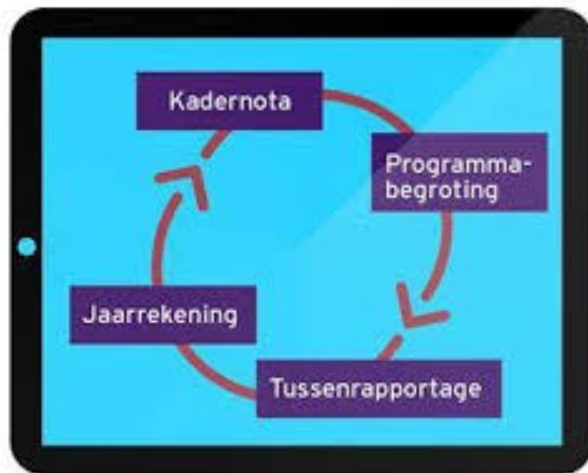 Kadernota
Programma-
begroting
Tussenrapportage
Jaarrekening